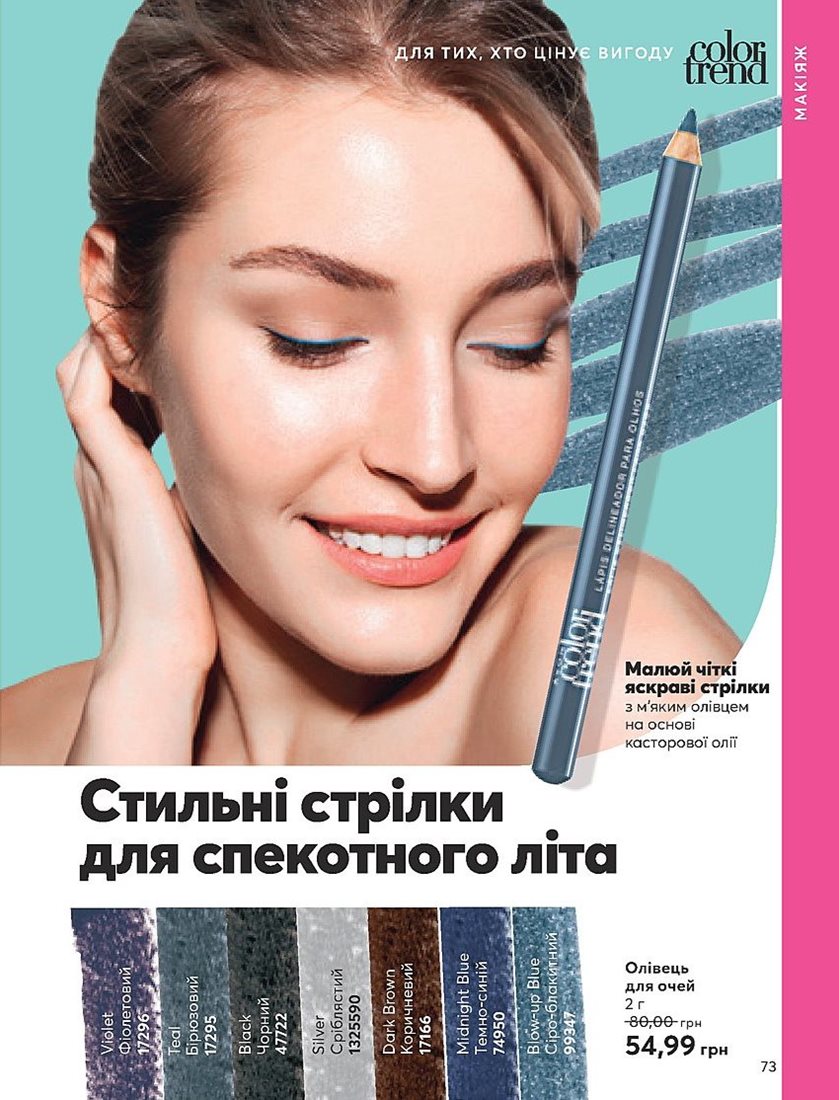 ДЛЯ ТИХ, ХТО ЦІНУЄ ВИГОДУ
color
trend
МАКІЯЖ
LÁPIS DELINEADOR PARA OLHOS
color
trend
Малюй чіткі
яскраві стрілки
з м'яким олівцем
на основі
касторової олії
Стильні стрілки
для спекотного літа
Violet
Фіолетовий
17296
Teal
Бірюзовий
17295
Black
Чорний
47722
Silver
Сріблястий
1325590
Dark Brown
Коричневий
17166
Midnight Blue
Темно-синій
74950
Blow-up Blue
Сіро-блакитний
99347
Олівець
для очей
2 г
80,00 грн
54,99 грн
73